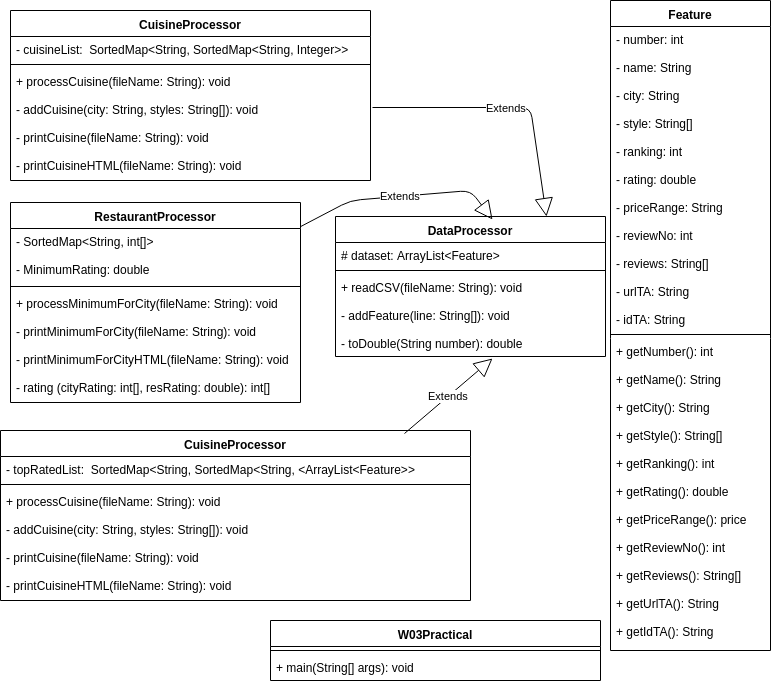 CuisineProcessor
- cuisineList:  SortedMap<String, SortedMap<String, Integer>>
+ processCuisine(fileName: String): void
- addCuisine(city: String, styles: String[]): void
- printCuisine(fileName: String): void
- printCuisineHTML(fileName: String): void
Extends
RestaurantProcessor
- SortedMap<String, int[]>
- MinimumRating: double
+ processMinimumForCity(fileName: String): void
- printMinimumForCity(fileName: String): void
- printMinimumForCityHTML(fileName: String): void
- rating (cityRating: int[], resRating: double): int[]
Extends
DataProcessor
# dataset: ArrayList<Feature>
+ readCSV(fileName: String): void
- addFeature(line: String[]): void
- toDouble(String number): double
Extends
CuisineProcessor
- topRatedList:  SortedMap<String, SortedMap<String, <ArrayList<Feature>>
+ processCuisine(fileName: String): void
- addCuisine(city: String, styles: String[]): void
- printCuisine(fileName: String): void
- printCuisineHTML(fileName: String): void
W03Practical
+ main(String[] args): void
Feature
- number: int
- name: String
- city: String
- style: String[]
- ranking: int
- rating: double
- priceRange: String
- reviewNo: int
- reviews: String[]
- urlTA: String
- idTA: String
+ getNumber(): int
+ getName(): String
+ getCity(): String
+ getStyle(): String[]
+ getRanking(): int
+ getRating(): double
+ getPriceRange(): price
+ getReviewNo(): int
+ getReviews(): String[]
+ getUrlTA(): String
+ getIdTA(): String